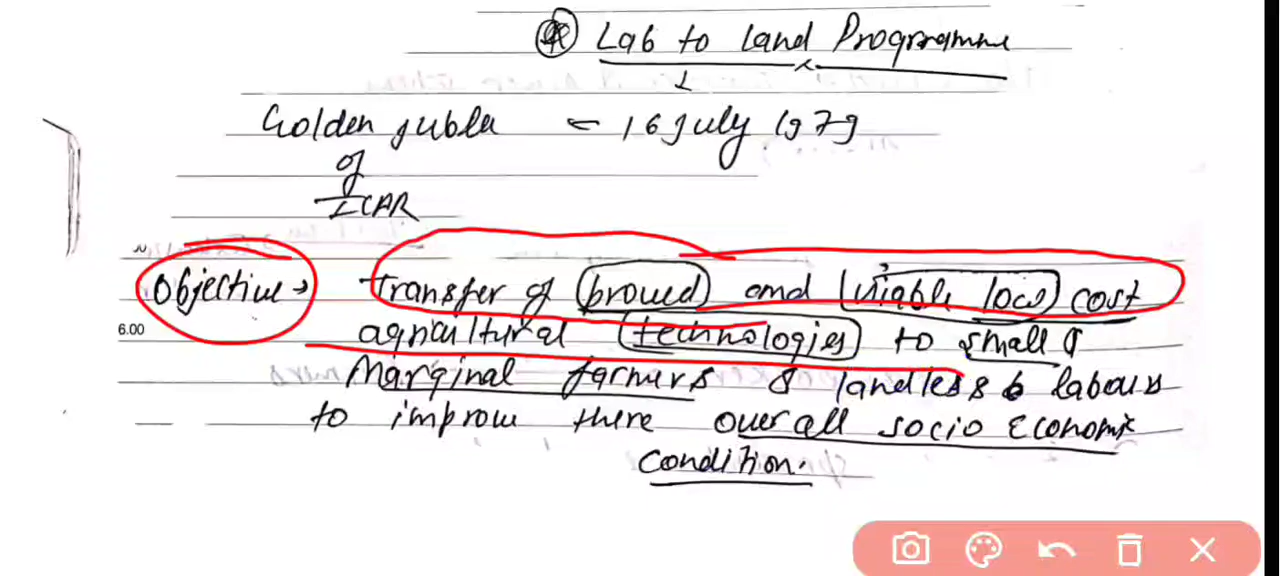 Lab to land Programme
Golden juble - 16 july 1979
of
ICAR
Objective → transfer of proved and viable low cost
6.00
agricultural technologies to small &
Marginal farmers & landless labours
to improve there overall socio Economic
Condition.